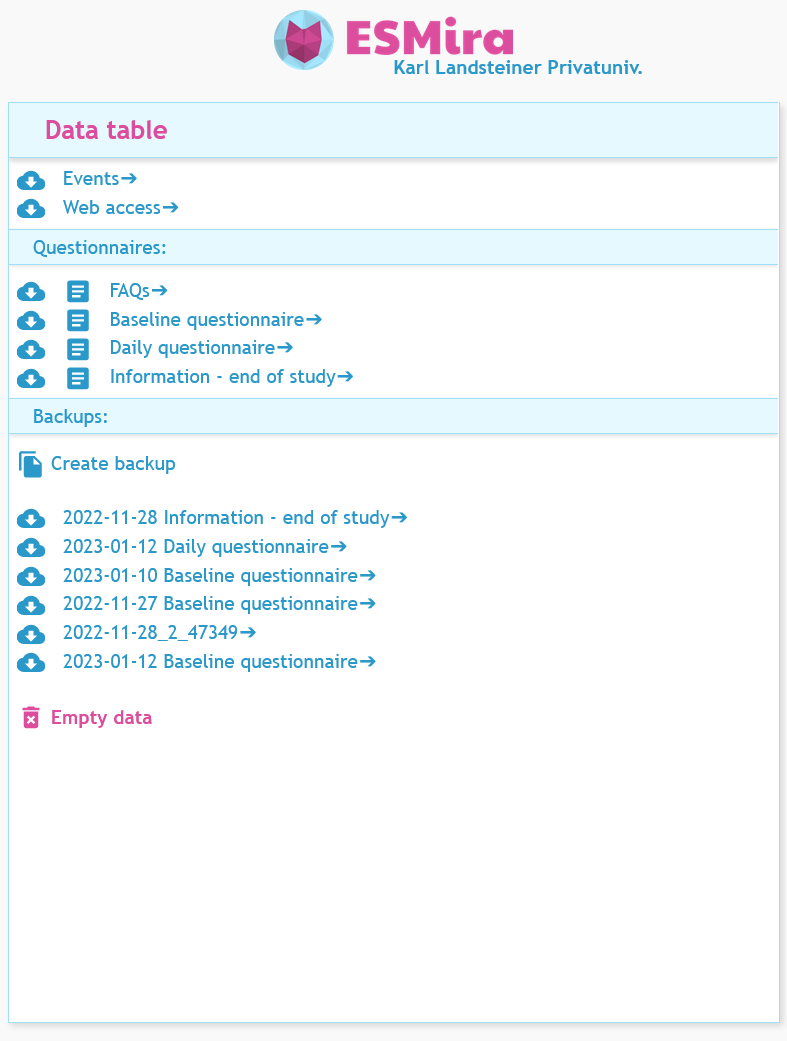 ESMira
Karl Landsteiner Privatuniv.
Data table
Events➔
Web access➔
Questionnaires:
FAQs➔
Baseline questionnaire➔
Daily questionnaire➔
Information - end of study➔
Backups:
Create backup
2022-11-28 Information - end of study➔
2023-01-12 Daily questionnaire➔
2023-01-10 Baseline questionnaire➔
2022-11-27 Baseline questionnaire➔
2022-11-28_2_47349➔
2023-01-12 Baseline questionnaire➔
Empty data